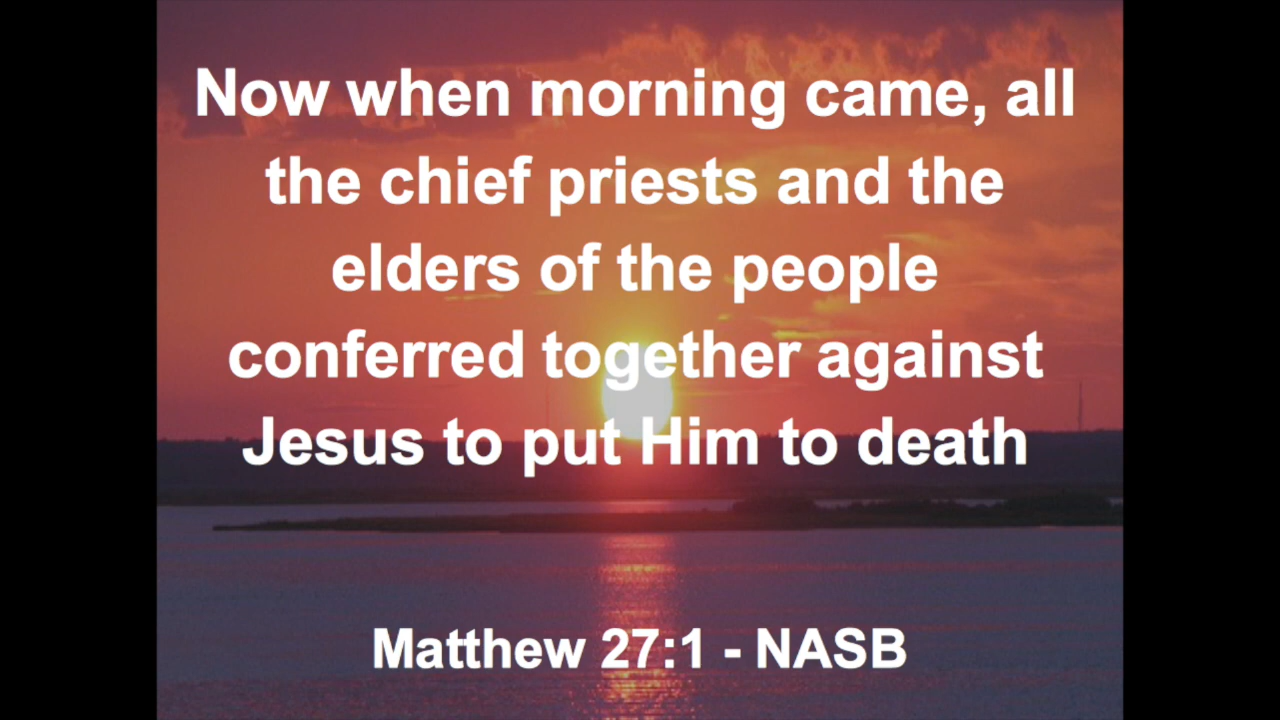 Now when morning came, all
the chief priests and the
elders of the people
conferred together against
Jesus to put Him to death
Matthew 27:1 - NASB